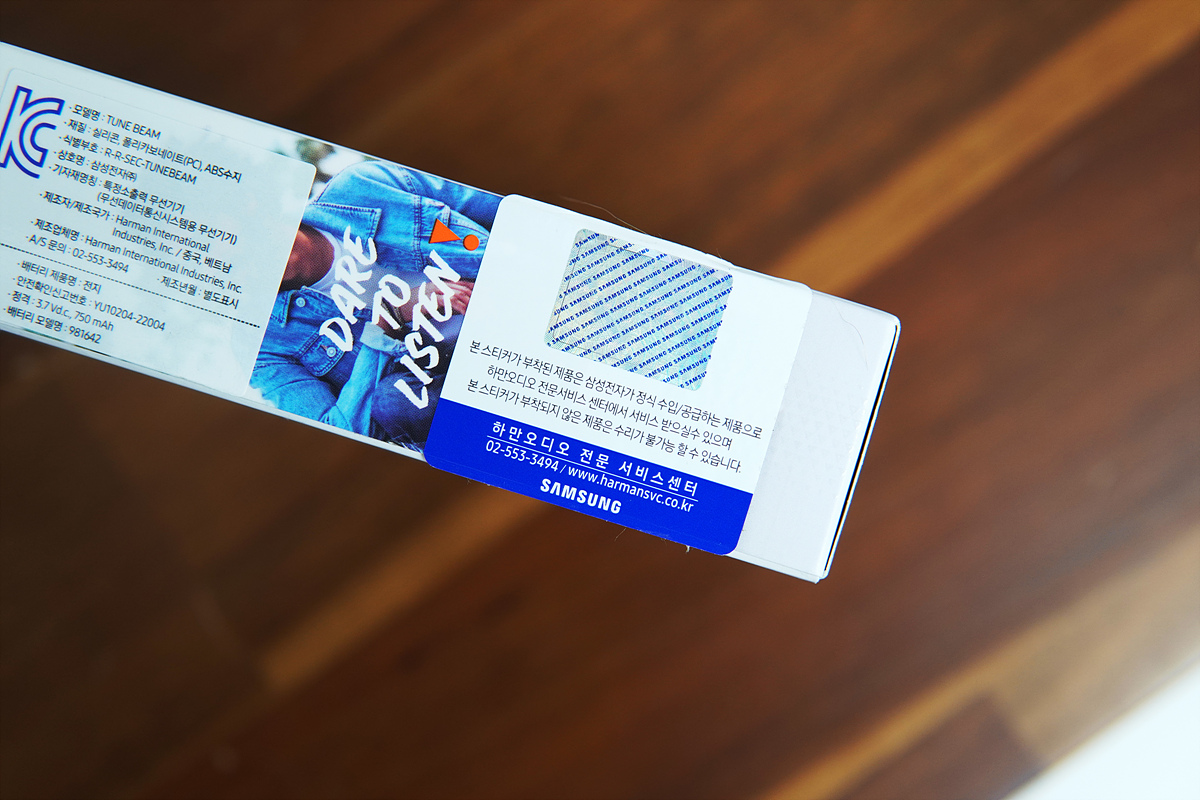 KC
· 모델명 : TUNE BEAM
· 재질 : 실리콘, 폴리카보네이트(PC), ABS수지
· 식별부호 : R-R-SEC-TUNEBEAM
· 상호명 : 삼성전자㈜
· 기자재명칭 : 특정소출력 무선기기
(무선데이터통신시스템용 무선기기)
· 제조자/제조국가 : Harman International
Industries, Inc. / 중국, 베트남
· 제조업체명 : Harman International Industries, Inc.
· A/S 문의 : 02-553-3494 · 제조년월 : 별도표시
· 배터리 제품명 : 전지
· 안전확인신고번호 : YU10204-22004
· 정격 : 3.7 Vd.c, 750 mAh
· 배터리 모델명 : 981642
DARE
TO
LISTEN
SAMSUNG SAMSUNG SAMSUNG SAMSUNG
본 스티커가 부착된 제품은 삼성전자가 정식 수입/공급하는 제품으로
하만오디오 전문서비스 센터에서 서비스 받으실수 있으며
본 스티커가 부착되지 않은 제품은 수리가 불가능 할 수 있습니다.
하만오디오 전문 서비스센터
02-553-3494 / www.harmansvc.co.kr
SAMSUNG